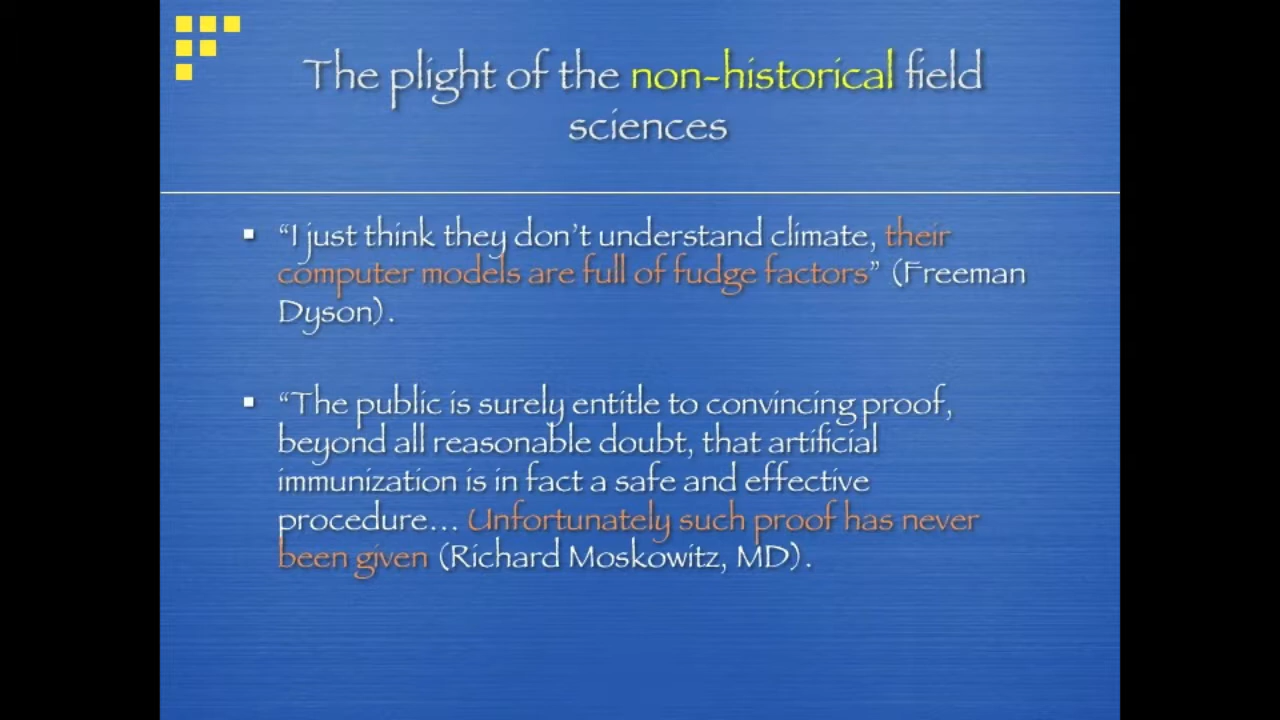 The plight of the non-historical field
sciences
▪ “I just think they don’t understand climate, their
computer models are full of fudge factors” (Freeman
Dyson).
▪ “The public is surely entitle to convincing proof,
beyond all reasonable doubt, that artificial
immunization is in fact a safe and effective
procedure... Unfortunately such proof has never
been given (Richard Moskowitz, MD).